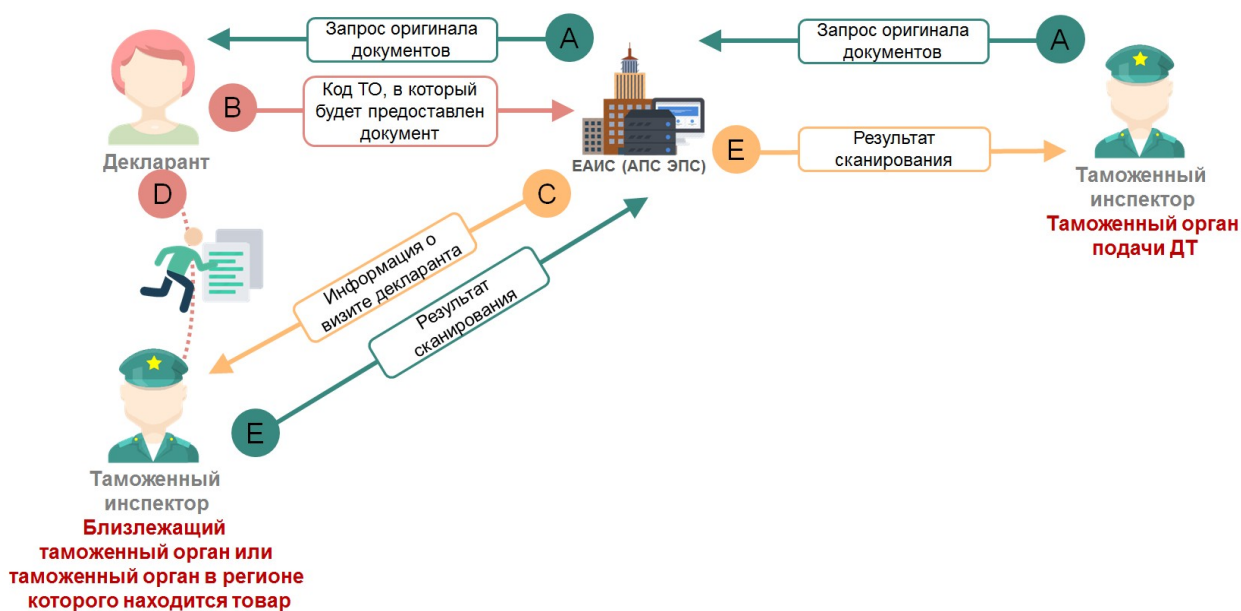 Запрос оригинала
документов
A
Запрос оригинала
документов
A
B
Код ТО, в который
будет предоставлен
документ
Декларант
ЕАИС (АПС ЭПС)
E
Результат
сканирования
Таможенный
инспектор
Таможенный орган
подачи ДТ
D
C
Информация о
визите декларанта
Результат
сканирования
E
Таможенный
инспектор
Близлежащий
таможенный орган или
таможенный орган в регионе
которого находится товар